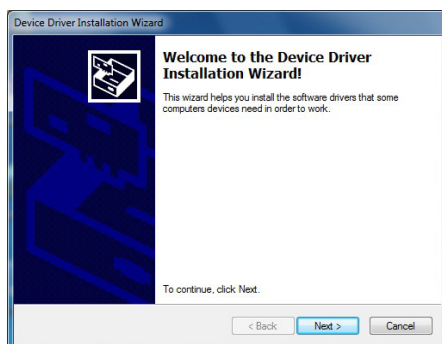 Device Driver Installation Wizard
Welcome to the Device Driver
Installation Wizard!
This wizard helps you install the software drivers that some
computers devices need in order to work.
To continue, click Next.
< Back Next > Cancel